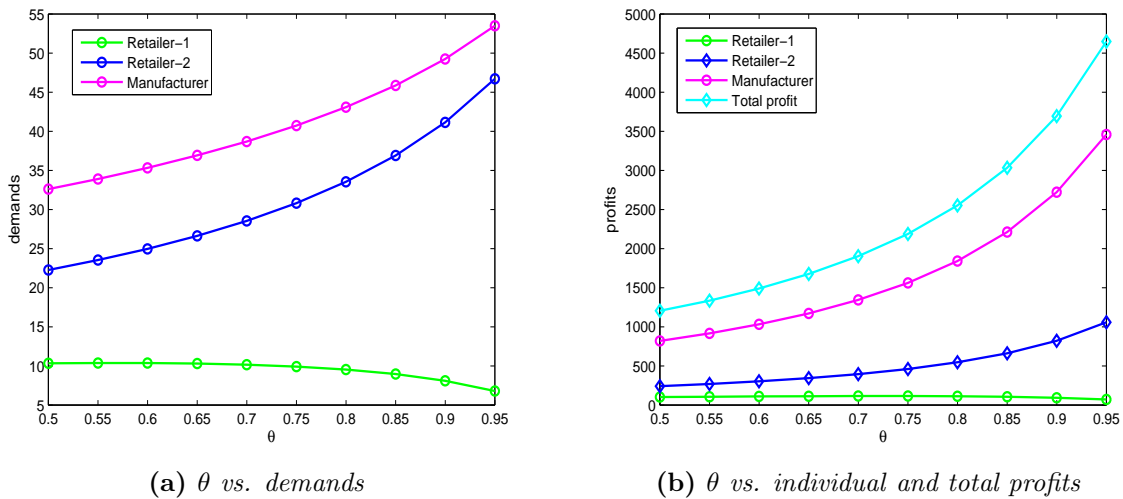 55
50
45
40
35
30
25
20
15
10
5
demands
Retailer-1
Retailer-2
Manufacturer
0.5 0.55 0.6 0.65 0.7 0.75 0.8 0.85 0.9 0.95
θ
(a) θ vs. demands
5000
4500
4000
3500
3000
2500
2000
1500
1000
500
0
profits
Retailer-1
Retailer-2
Manufacturer
Total profit
0.5 0.55 0.6 0.65 0.7 0.75 0.8 0.85 0.9 0.95
θ
(b) θ vs. individual and total profits